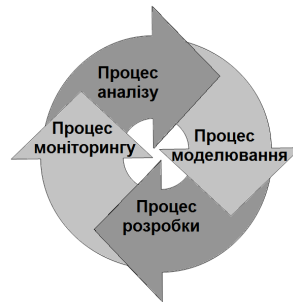 Процес
аналізу
Процес
моделювання
Процес
розробки
Процес
моніторингу